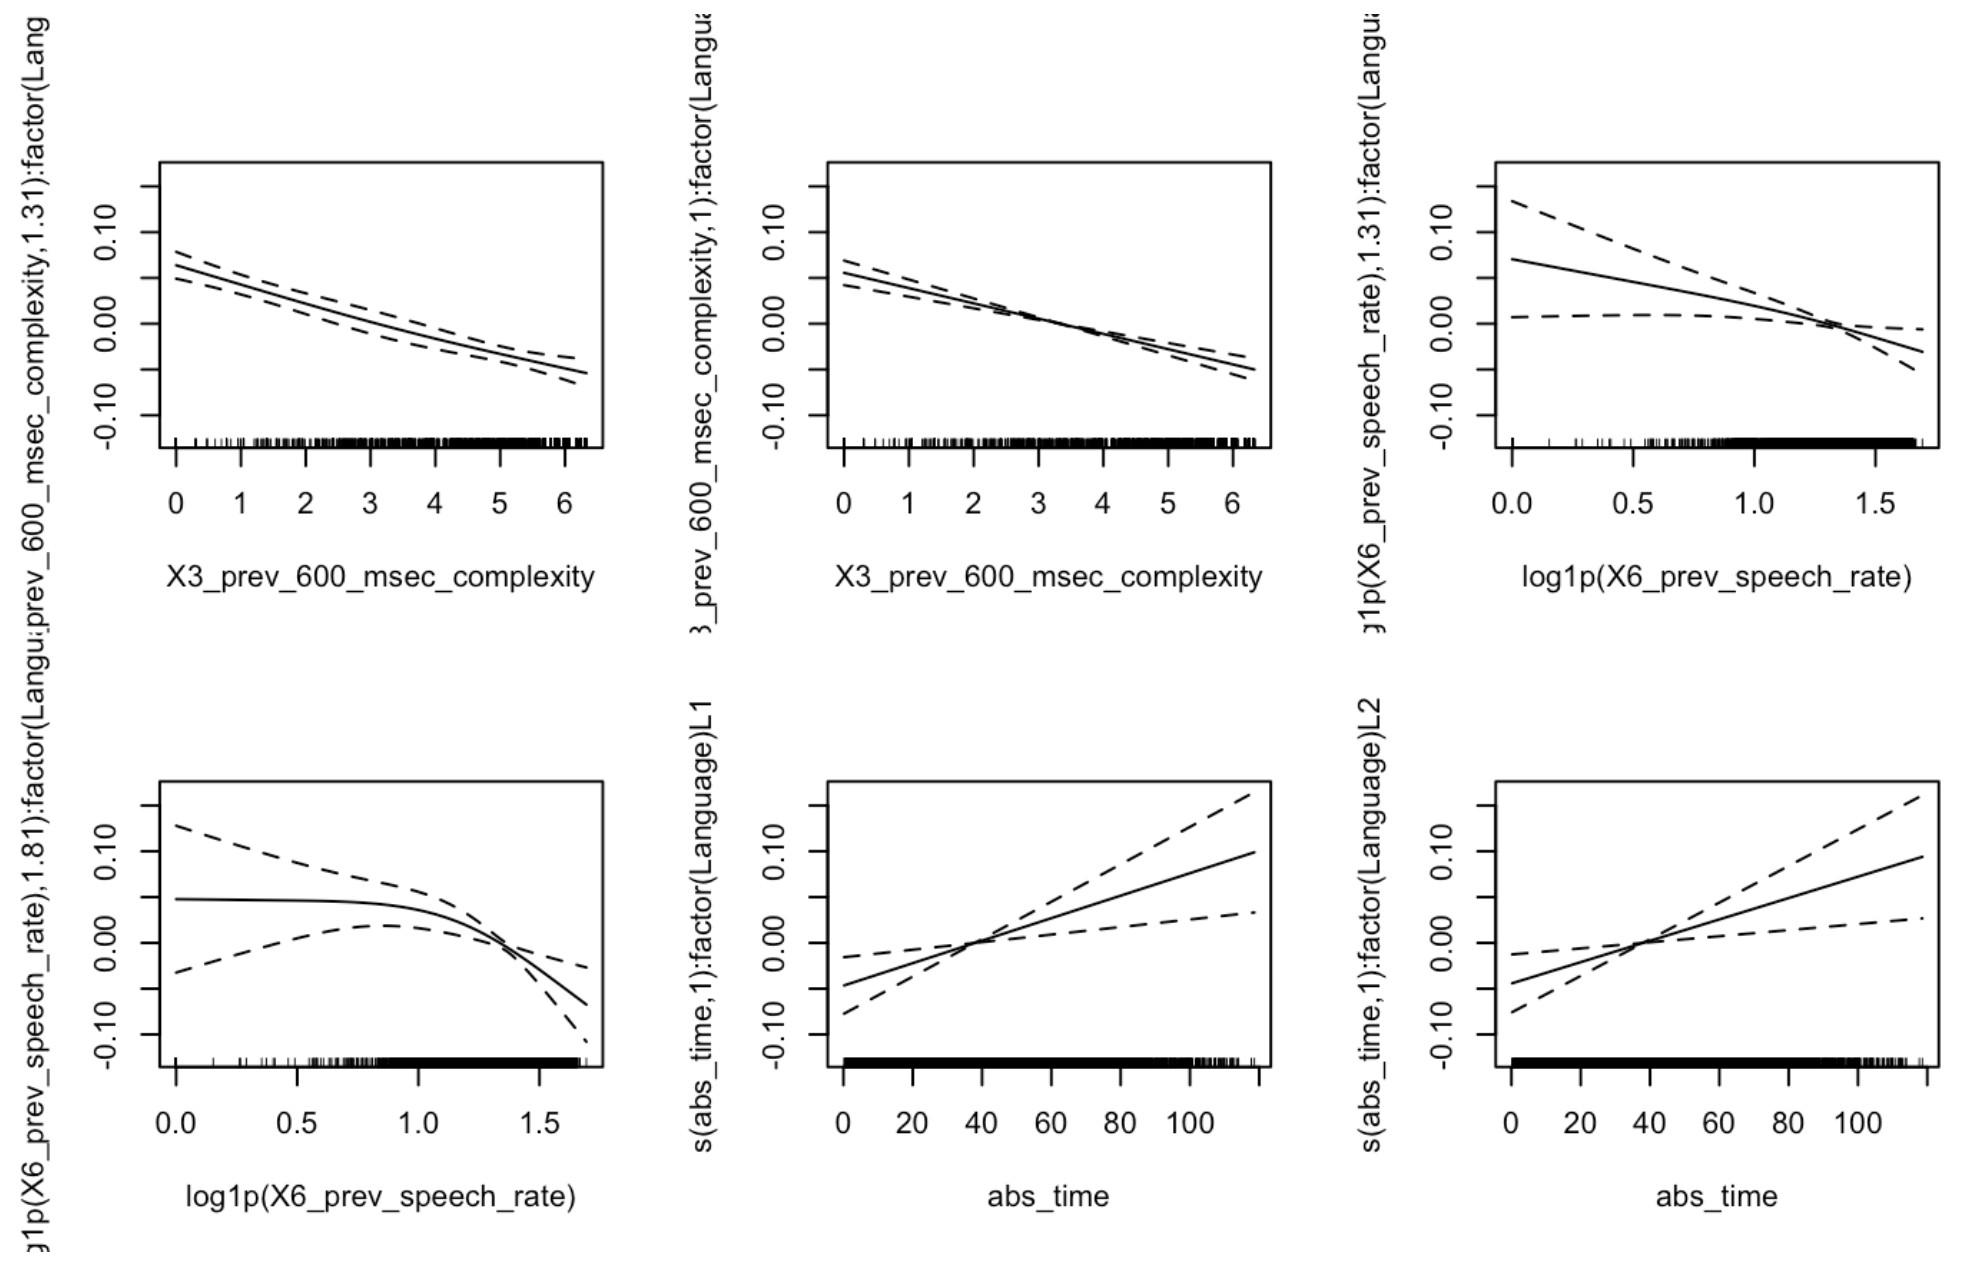 prev_600_msec_complexity,1.31):factor(Lang
0.10
0.00
-0.10
0 1 2 3 4 5 6
X3_prev_600_msec_complexity
3_prev_600_msec_complexity,1):factor(Langua
0.10
0.00
-0.10
0 1 2 3 4 5 6
X3_prev_600_msec_complexity
g1p(X6_prev_speech_rate),1.31):factor(Langua
0.10
0.00
-0.10
0.0 0.5 1.0 1.5
log1p(X6_prev_speech_rate)
g1p(X6_prev_speech_rate),1.81):factor(Langua
0.10
0.00
-0.10
0.0 0.5 1.0 1.5
log1p(X6_prev_speech_rate)
s(abs_time,1):factor(Language)L1
0.10
0.00
-0.10
0 20 40 60 80 100
abs_time
s(abs_time,1):factor(Language)L2
0.10
0.00
-0.10
0 20 40 60 80 100
abs_time